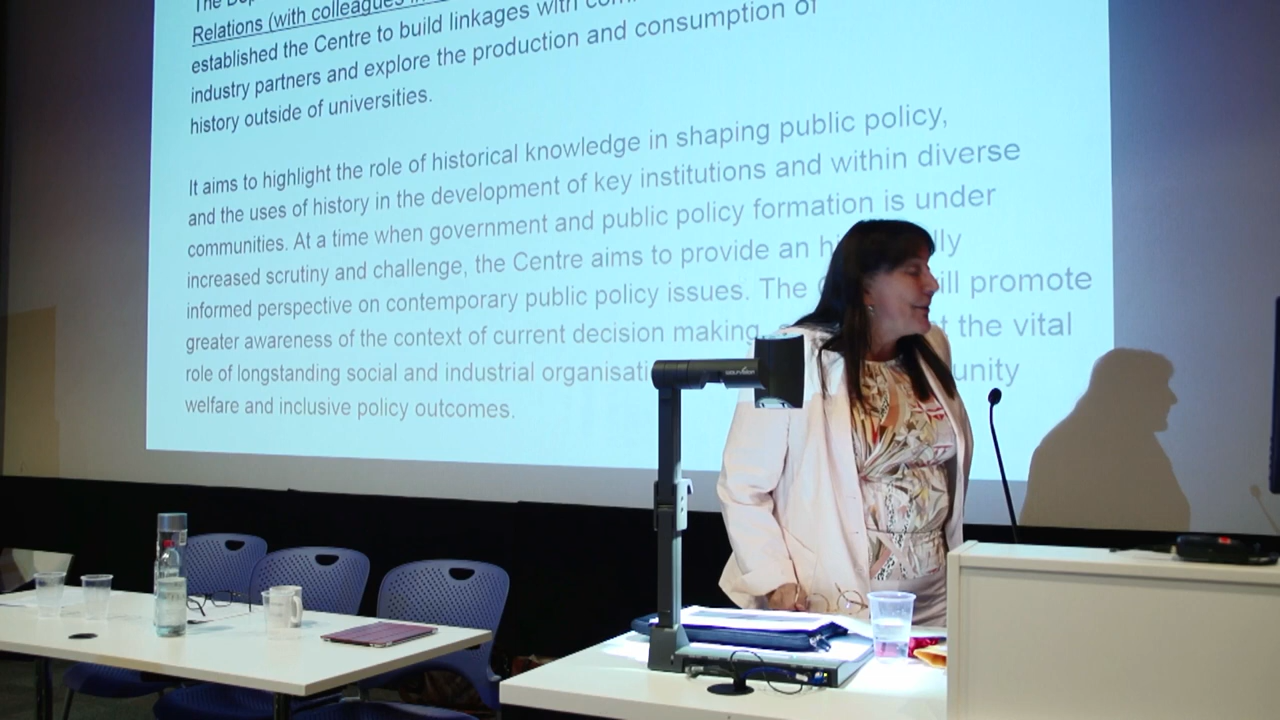 The
Relations (with colleagues
established the Centre to build linkages with
industry partners and explore the production and consumption of
history outside of universities.
It aims to highlight the role of historical knowledge in shaping public policy,
and the uses of history in the development of key institutions and within diverse
communities. At a time when government and public policy formation is under
increased scrutiny and challenge, the Centre aims to provide an
informed perspective on contemporary public policy issues. The will promote
greater awareness of the context of current decision making, the vital
role of longstanding social and industrial
welfare and inclusive policy outcomes.